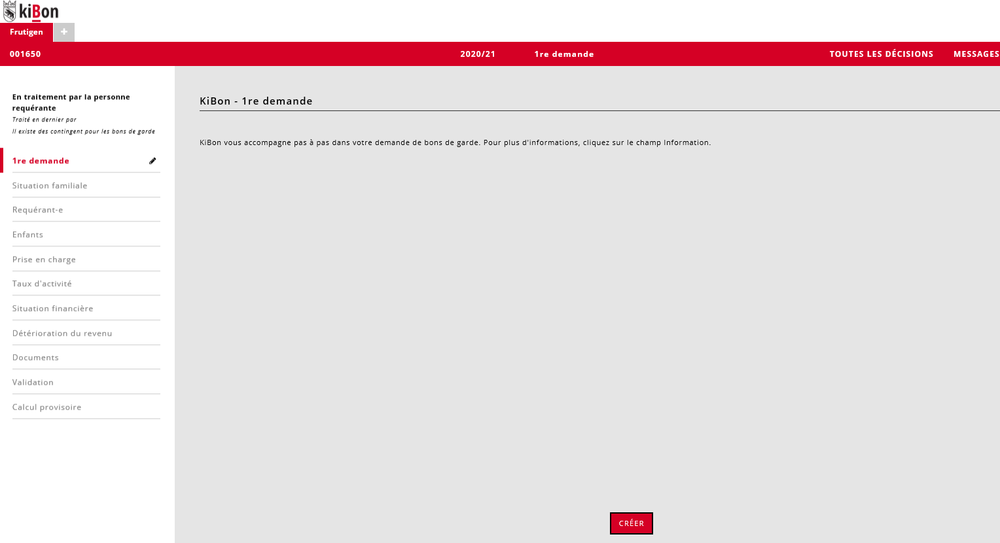 kiBon
Frutigen +
001650 2020/21 1re demande TOUTES LES DÉCISIONS MESSAGES
En traitement par la personne
requérante
Traité en dernier par
Il existe des contingent pour les bons de garde
1re demande
Situation familiale
Requérant-e
Enfants
Prise en charge
Taux d'activité
Situation financière
Détérioration du revenu
Documents
Validation
Calcul provisoire
KiBon - 1re demande
KiBon vous accompagne pas à pas dans votre demande de bons de garde. Pour plus d'informations, cliquez sur le champ Information.
CRÉER